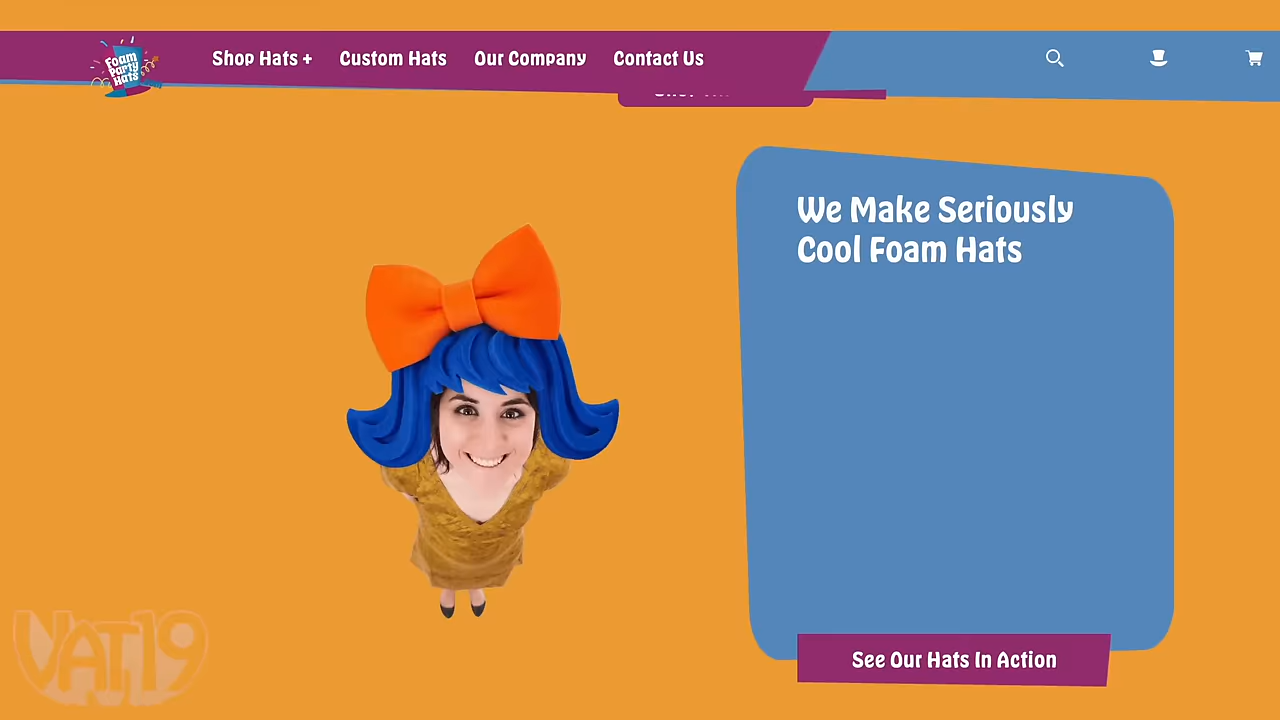 Foam
Party
Hats
Shop Hats +
Custom Hats
Our Company
Contact Us
We Make Seriously
Cool Foam Hats
See Our Hats In Action
VAT19